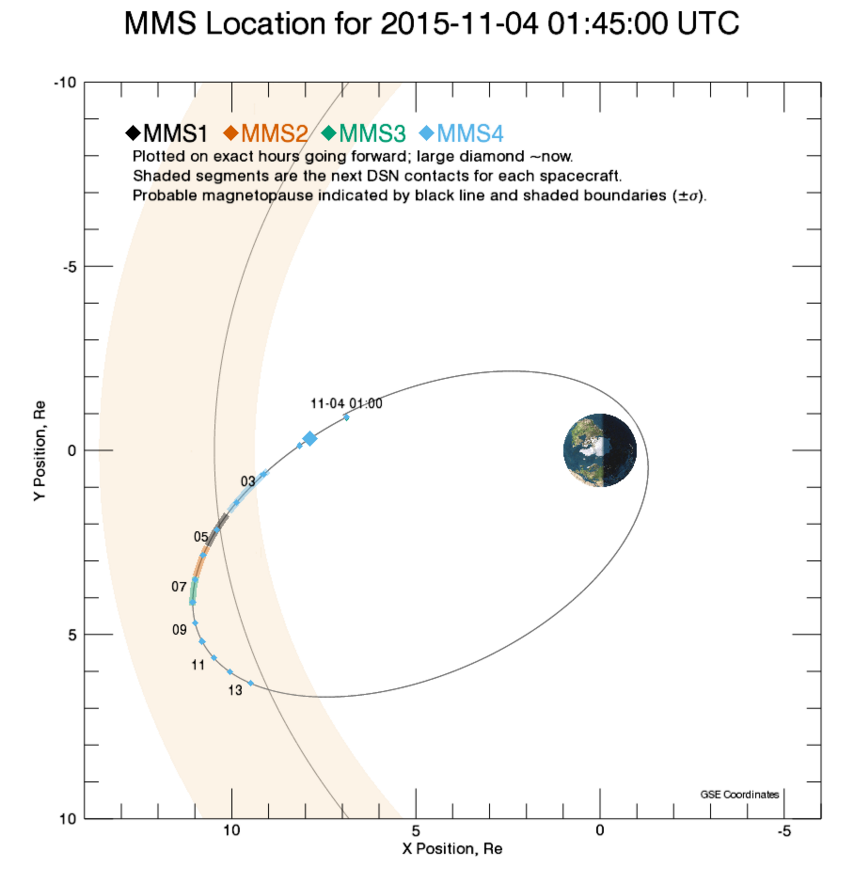 MMS Location for 2015-11-04 01:45:00 UTC
-10
MMS1 MMS2 MMS3 MMS4
Plotted on exact hours going forward; large diamond ~now.
Shaded segments are the next DSN contacts for each spacecraft.
Probable magnetopause indicated by black line and shaded boundaries (±σ).
-5
11-04 01:00
Y Position, Re
0
03
05
07
09
5
11
13
GSE Coordinates
10
10 5 0 -5
X Position, Re